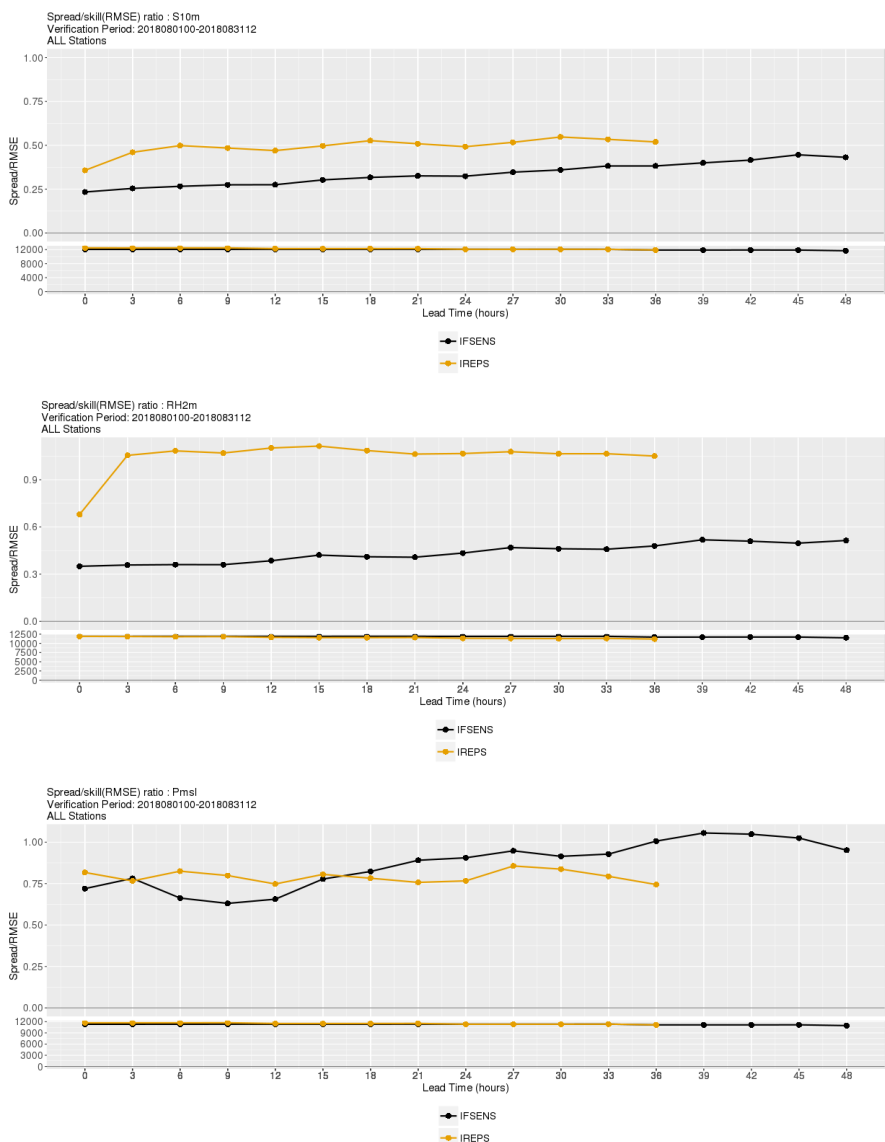 Spread/skill(RMSE) ratio : S10m
Verification Period: 2018080100-2018083112
ALL Stations
1.00
0.75
0.50
0.25
0.00
Spread/RMSE
12000
8000
4000
0
0 3 6 9 12 15 18 21 24 27 30 33 36 39 42 45 48
Lead Time (hours)
IFSENS
IREPS
Spread/skill(RMSE) ratio : RH2m
Verification Period: 2018080100-2018083112
ALL Stations
0.9
0.6
0.3
0.0
Spread/RMSE
12500
10000
7500
5000
2500
0
0 3 6 9 12 15 18 21 24 27 30 33 36 39 42 45 48
Lead Time (hours)
IFSENS
IREPS
Spread/skill(RMSE) ratio : Pmsl
Verification Period: 2018080100-2018083112
ALL Stations
1.00
0.75
0.50
0.25
0.00
Spread/RMSE
12000
9000
6000
3000
0
0 3 6 9 12 15 18 21 24 27 30 33 36 39 42 45 48
Lead Time (hours)
IFSENS
IREPS